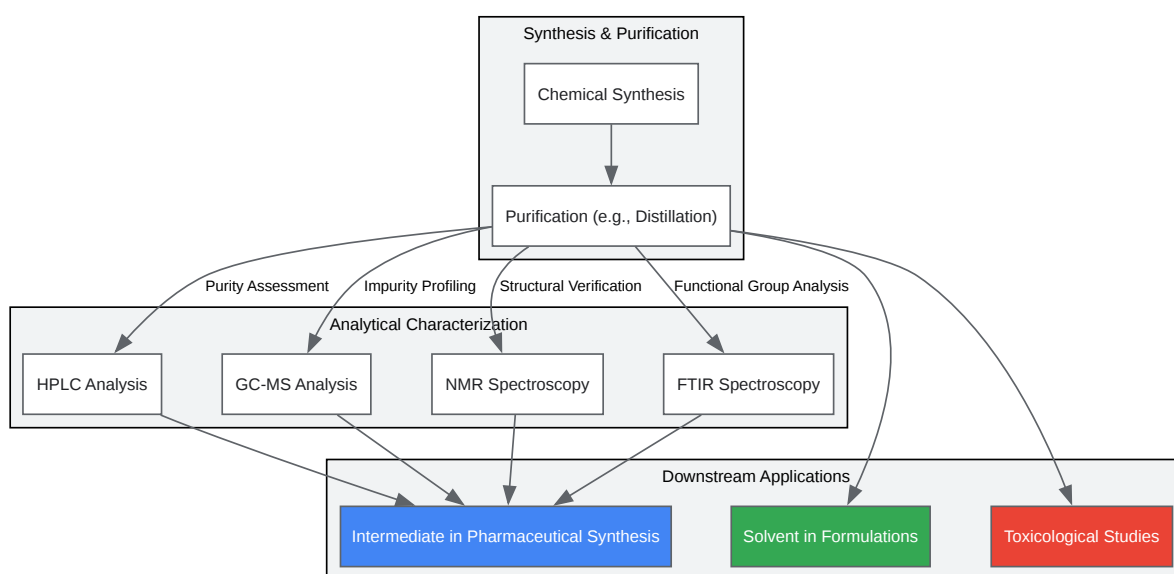 Synthesis & Purification
Chemical Synthesis
Purification (e.g., Distillation)
Purity Assessment
Impurity Profiling
Structural Verification
Functional Group Analysis
Analytical Characterization
HPLC Analysis
GC-MS Analysis
NMR Spectroscopy
FTIR Spectroscopy
Downstream Applications
Intermediate in Pharmaceutical Synthesis
Solvent in Formulations
Toxicological Studies